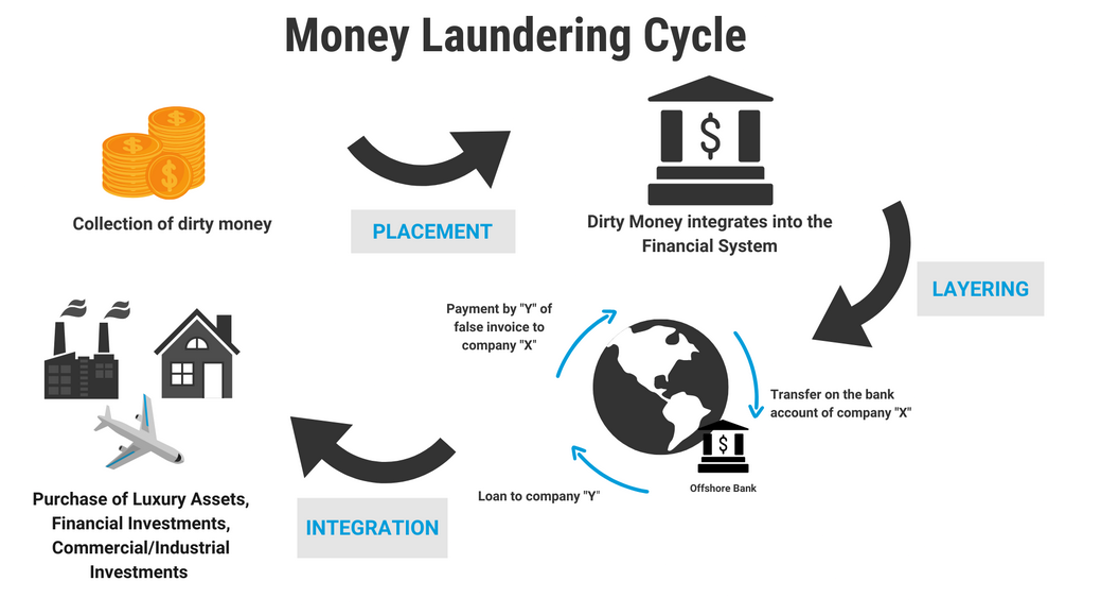 Money Laundering Cycle
Collection of dirty money
PLACEMENT
Dirty Money integrates into the
Financial System
LAYERING
Payment by "Y" of
false invoice to
company "X"
Transfer on the bank
account of company "X"
Offshore Bank
Loan to company "Y"
INTEGRATION
Purchase of Luxury Assets,
Financial Investments,
Commercial/Industrial
Investments